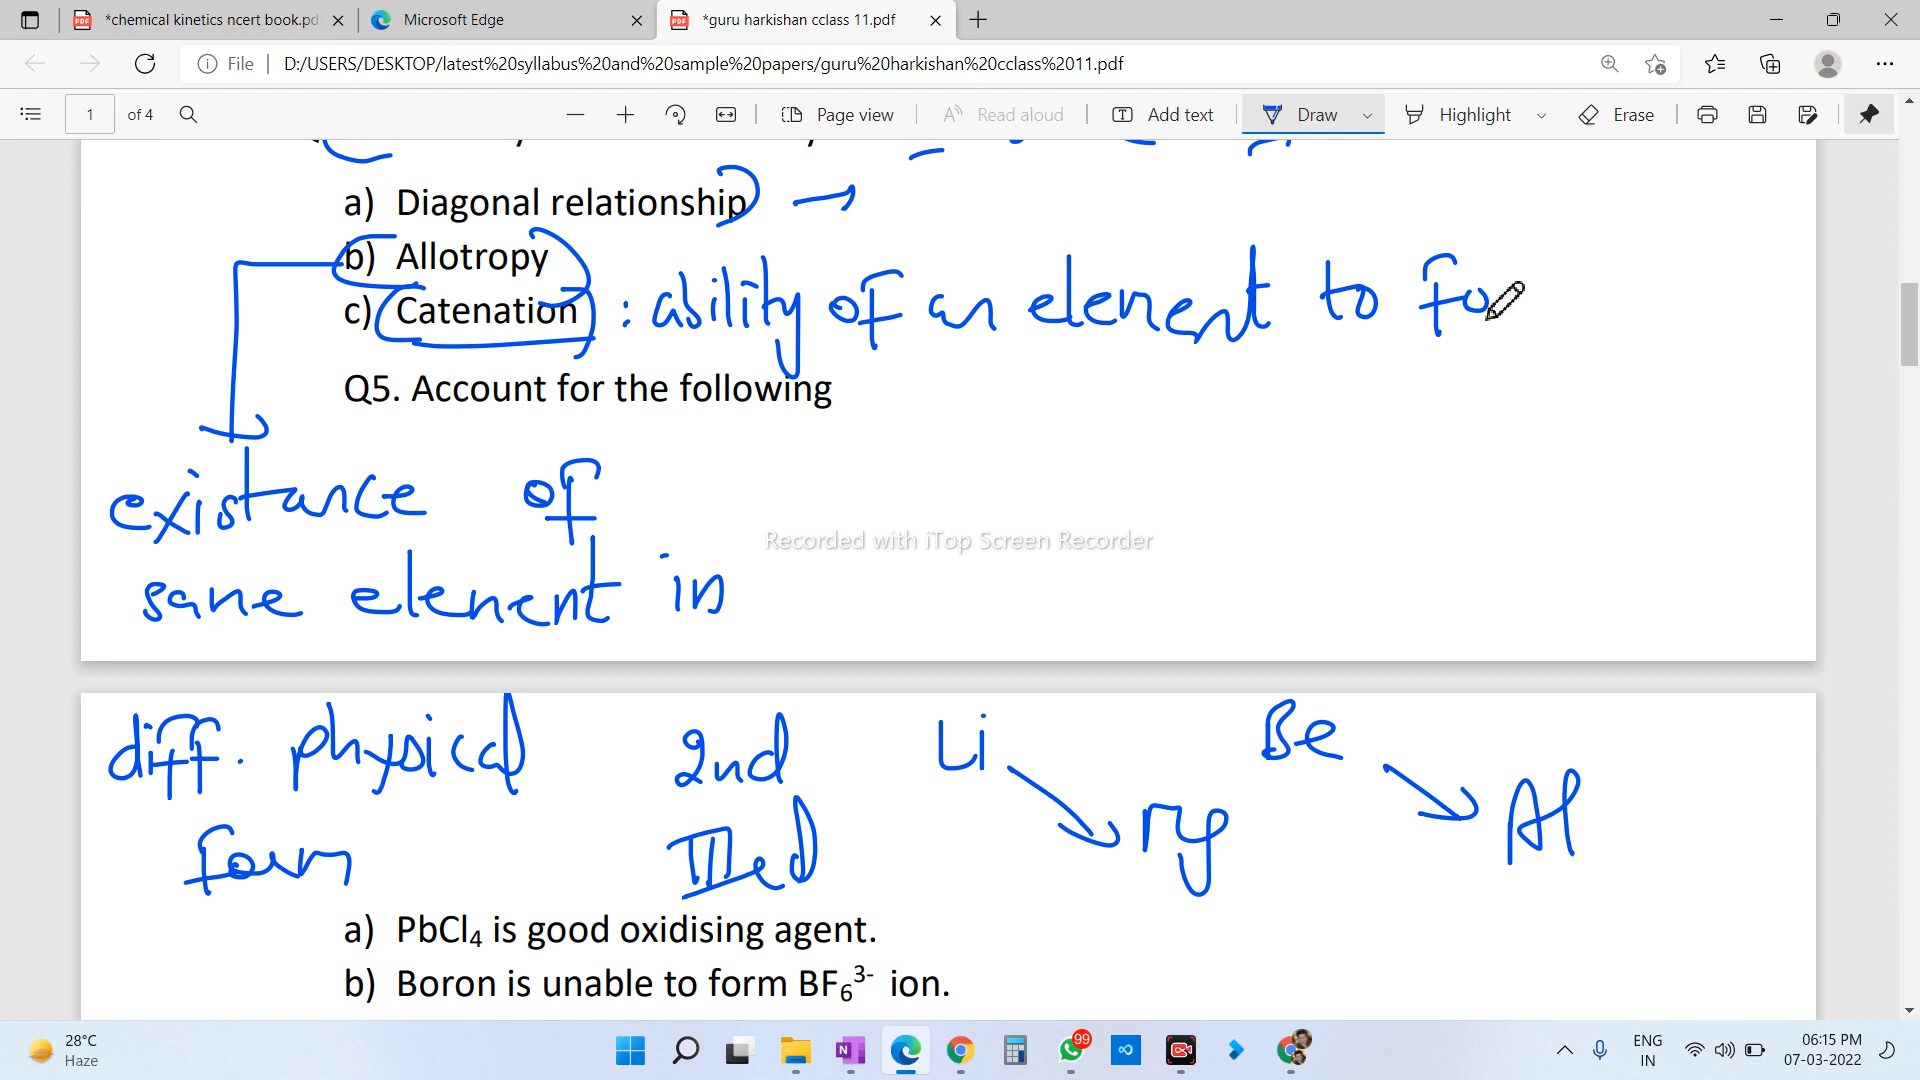 *chemical kinetics ncert book.pd
Microsoft Edge
*guru harkishan cclass 11.pdf
File
D:/USERS/DESKTOP/latest%20syllabus%20and%20sample%20papers/guru%20harkishan%20cclass%2011.pdf
1 of 4
Page view
Read aloud
Add text
Draw
Highlight
Erase
a) Diagonal relationship
b) Allotropy
c) Catenation : ability of an element to fo
Q5. Account for the following
existance of
Recorded with iTop Screen Recorder
same element in
diff. physical 2nd Li Be
form IIIed Mg Al
a) PbCl₄ is good oxidising agent.
b) Boron is unable to form BF₆³⁻ ion.
28°C
Haze
99
ENG
IN
06:15 PM
07-03-2022